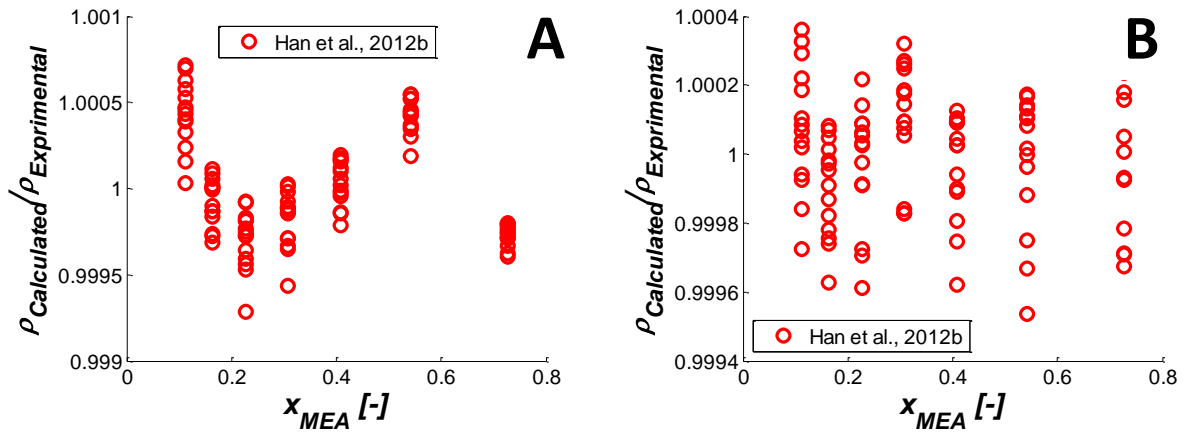 A
Han et al., 2012b
ρCalculated/ρExprimental
1.001
1.0005
1
0.9995
0.999
0
0.2
0.4
0.6
0.8
xMEA [-]
B
Han et al., 2012b
ρCalculated/ρExperimental
1.0004
1.0002
1
0.9998
0.9996
0.9994
0
0.2
0.4
0.6
0.8
xMEA [-]